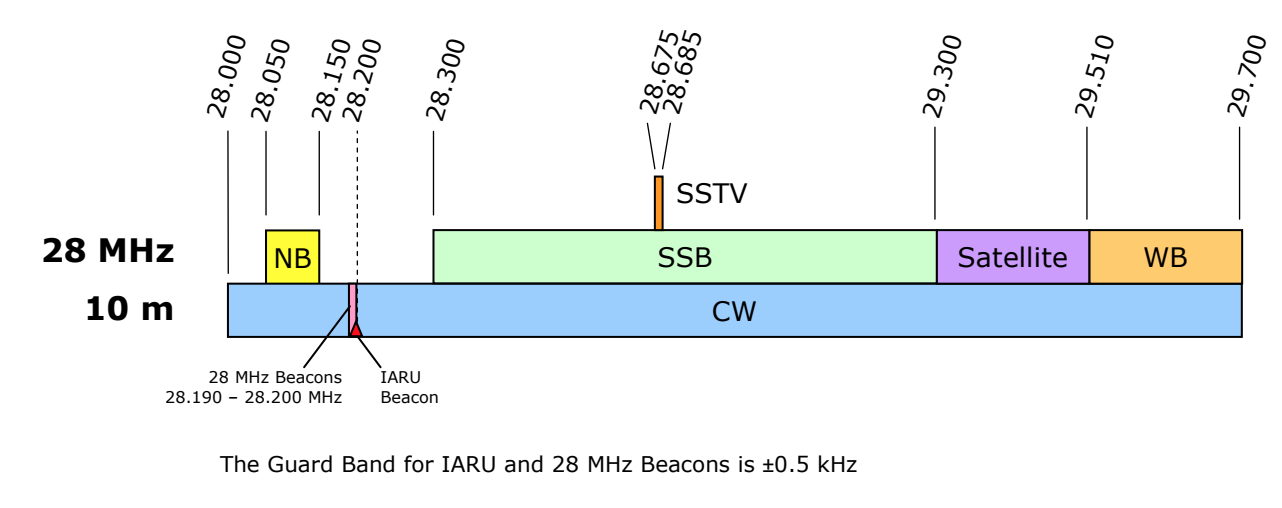 28.000
28.050
28.150
28.200
28.300
28.675
28.685
29.300
29.510
29.700
SSTV
28 MHz
NB
SSB
Satellite
WB
10 m
CW
28 MHz Beacons
28.190 – 28.200 MHz
IARU
Beacon
The Guard Band for IARU and 28 MHz Beacons is ±0.5 kHz